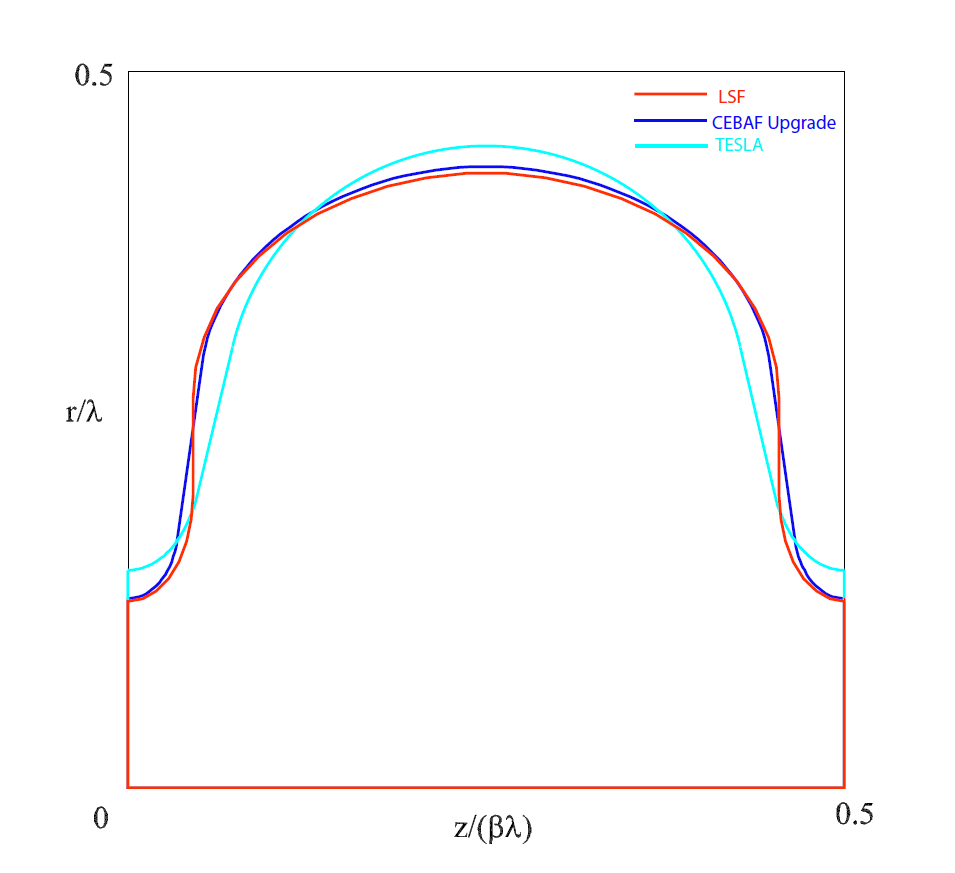 0.5
LSF
CEBAF Upgrade
TESLA
r/λ
0
z/(βλ)
0.5